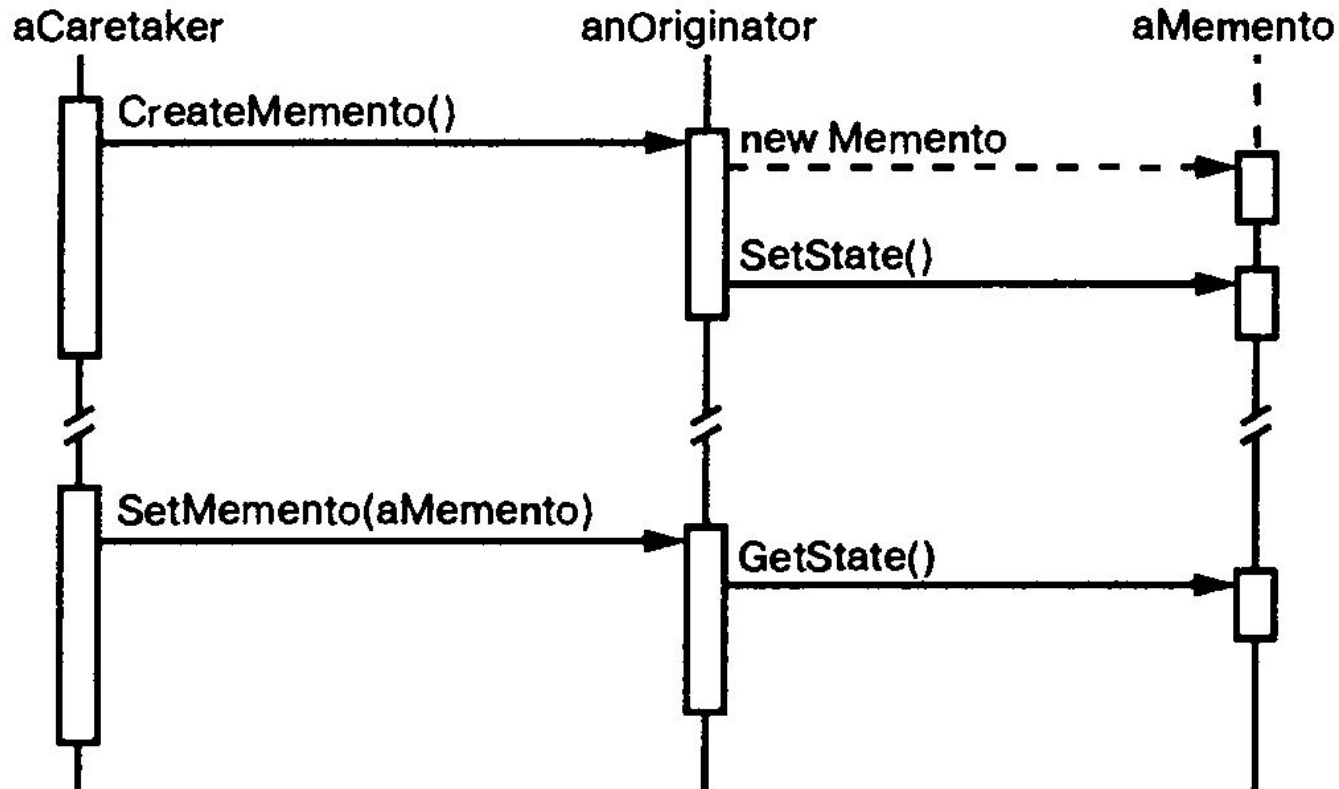 aCaretaker
anOriginator
aMemento
CreateMemento()
new Memento
SetState()
SetMemento(aMemento)
GetState()